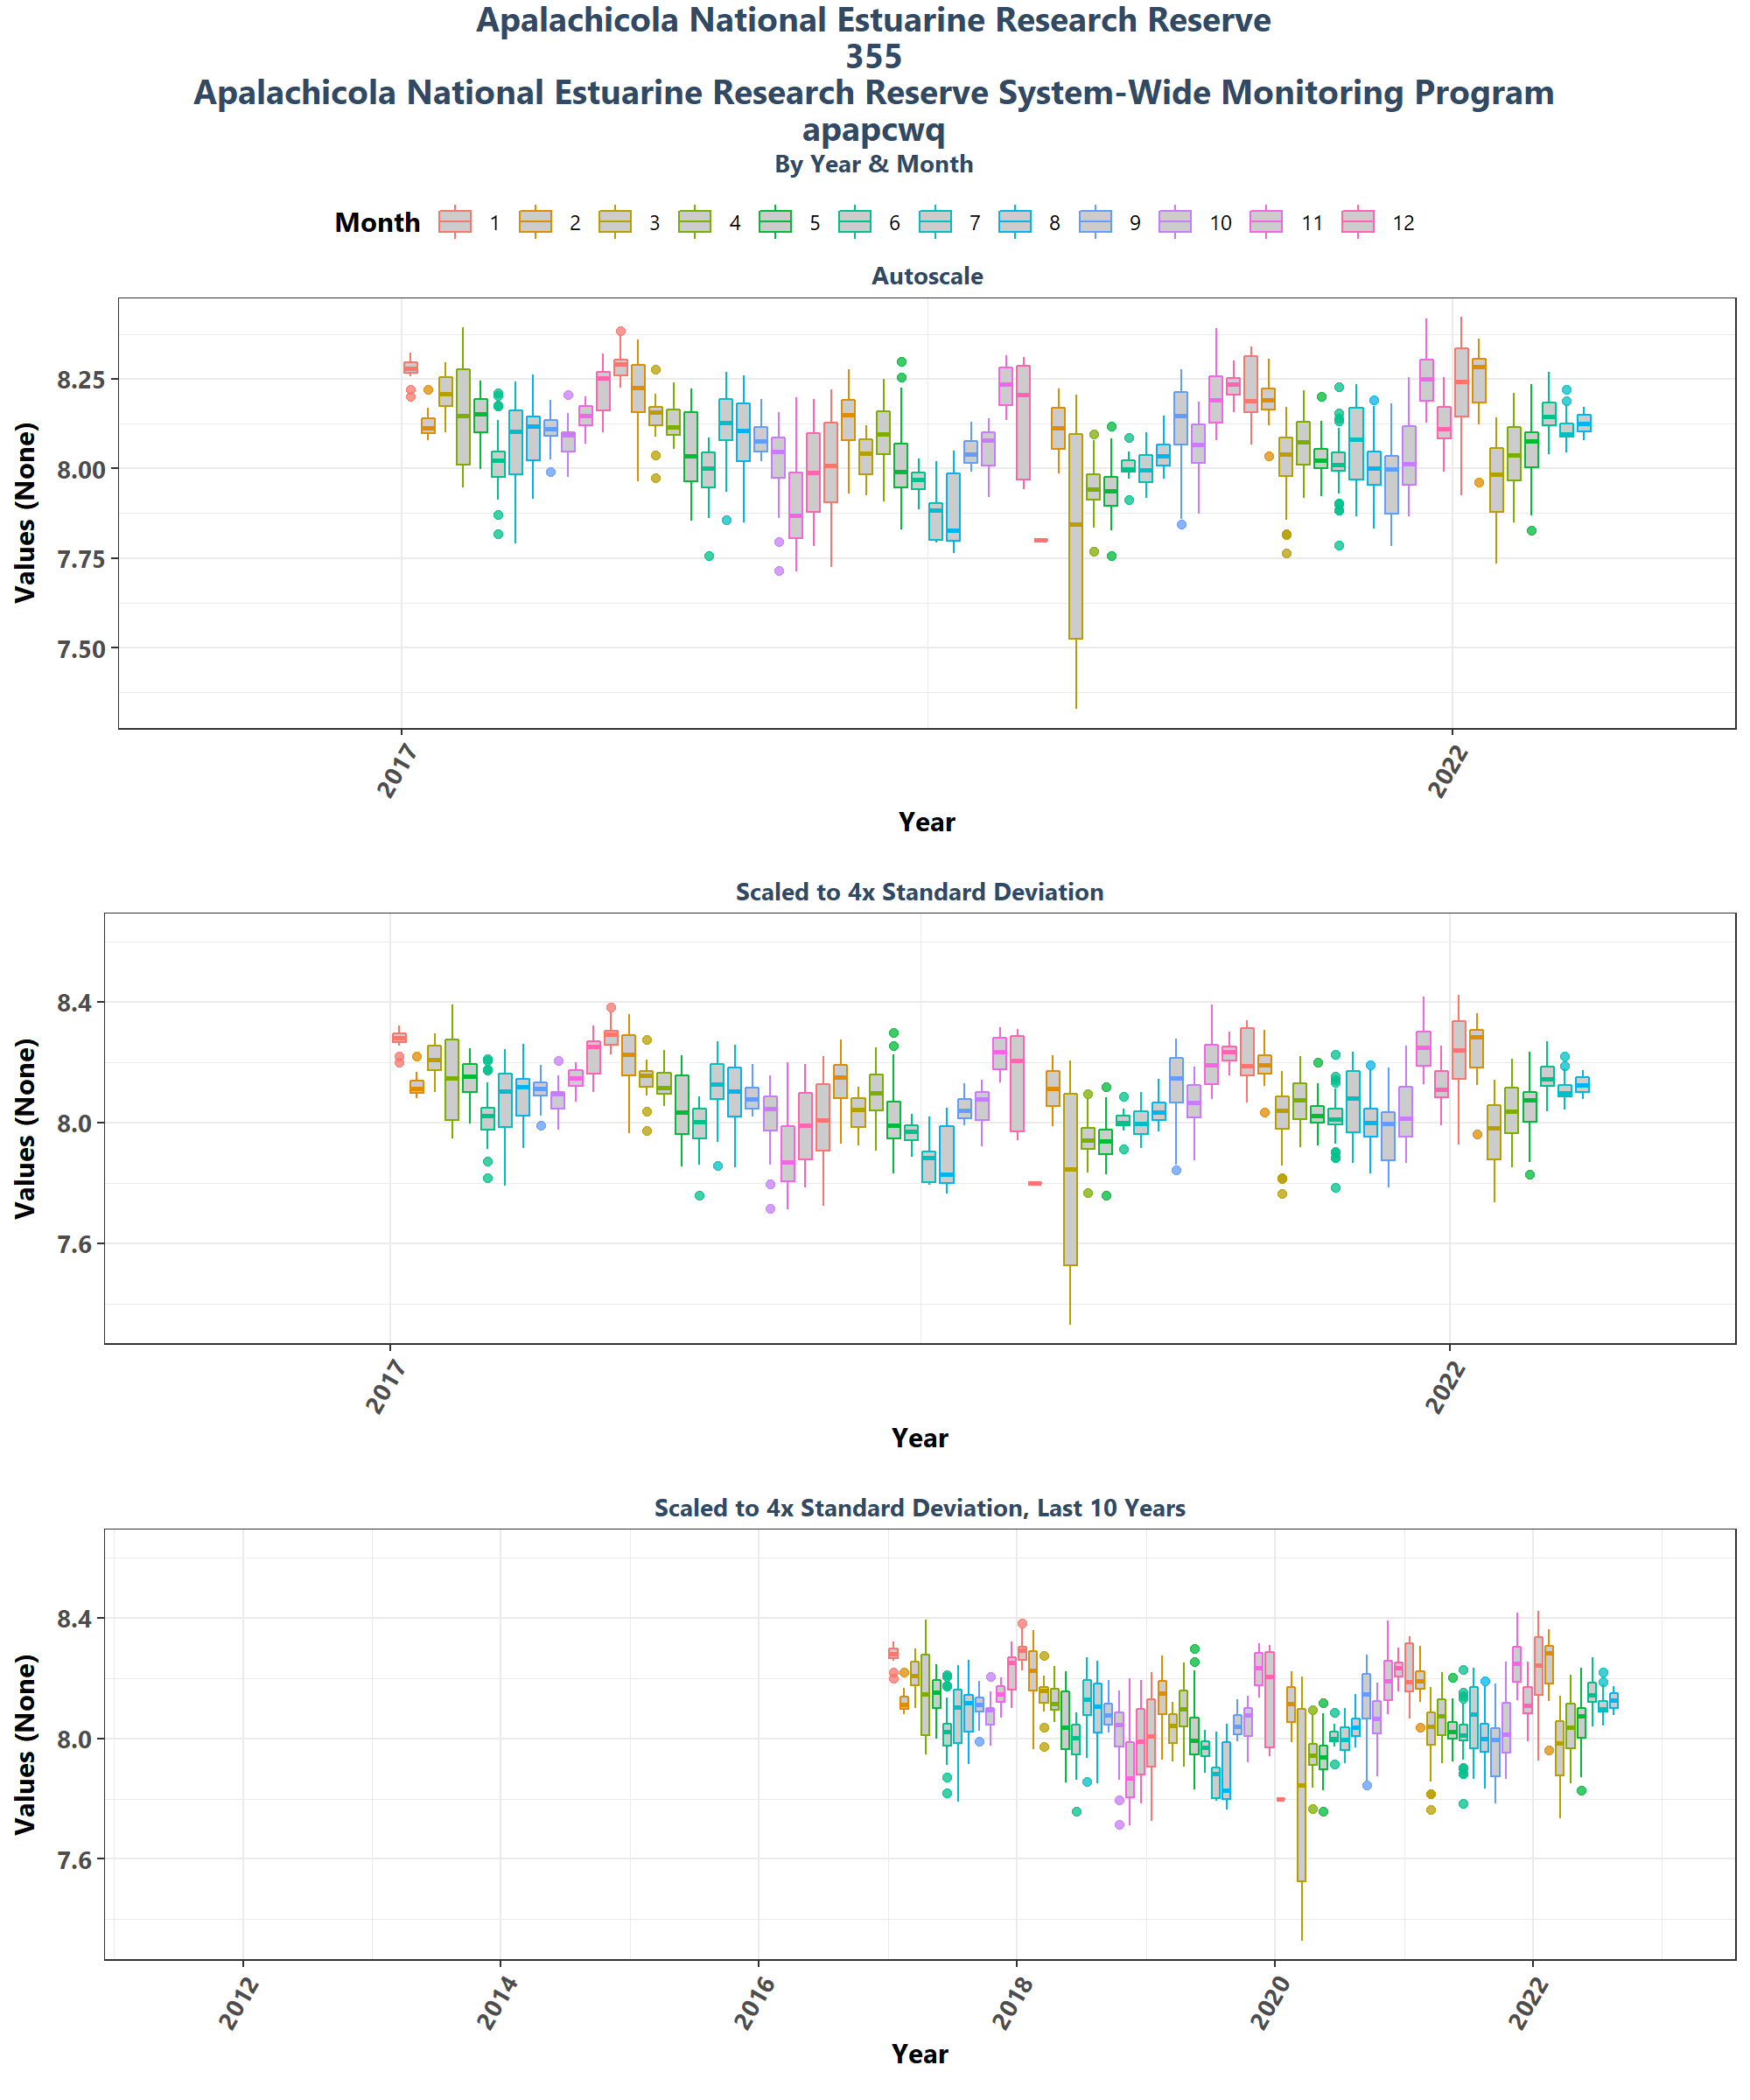 Apalachicola National Estuarine Research Reserve
355
Apalachicola National Estuarine Research Reserve System-Wide Monitoring Program
apapcwq
By Year & Month
Month 1 2 3 4 5 6 7 8 9 10 11 12
Autoscale
Values (None)
8.25
8.00
7.75
7.50
2017 2022
Year
Scaled to 4x Standard Deviation
Values (None)
8.4
8.0
7.6
2017 2022
Year
Scaled to 4x Standard Deviation, Last 10 Years
Values (None)
8.4
8.0
7.6
2012 2014 2016 2018 2020 2022
Year